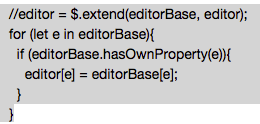 //editor = $.extend(editorBase, editor);
for (let e in editorBase){
if (editorBase.hasOwnProperty(e)){
editor[e] = editorBase[e];
}
}